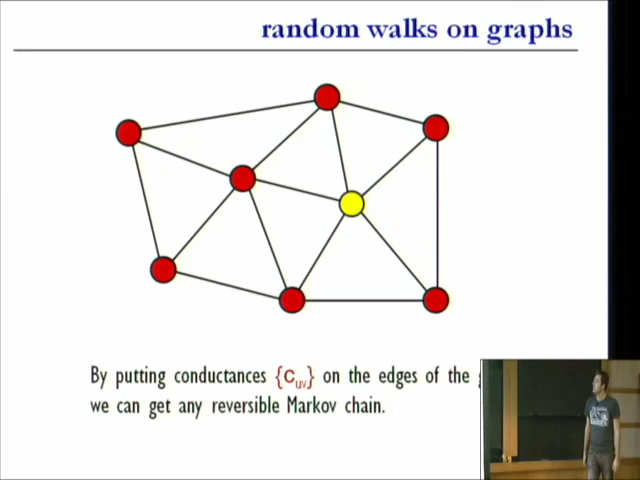 random walks on graphs
By putting conductances {Cuv} on the edges of the
we can get any reversible Markov chain.